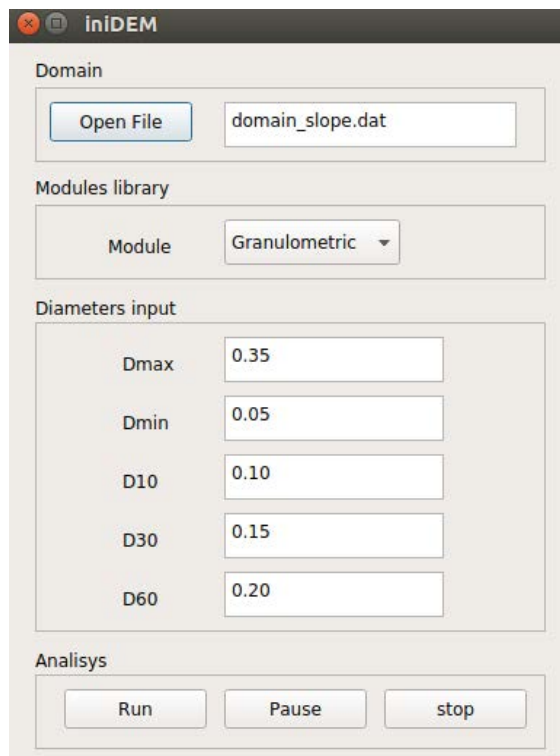 iniDEM
Domain
Open File domain_slope.dat
Modules library
Module Granulometric
Diameters input
Dmax 0.35
Dmin 0.05
D10 0.10
D30 0.15
D60 0.20
Analisys
Run Pause stop